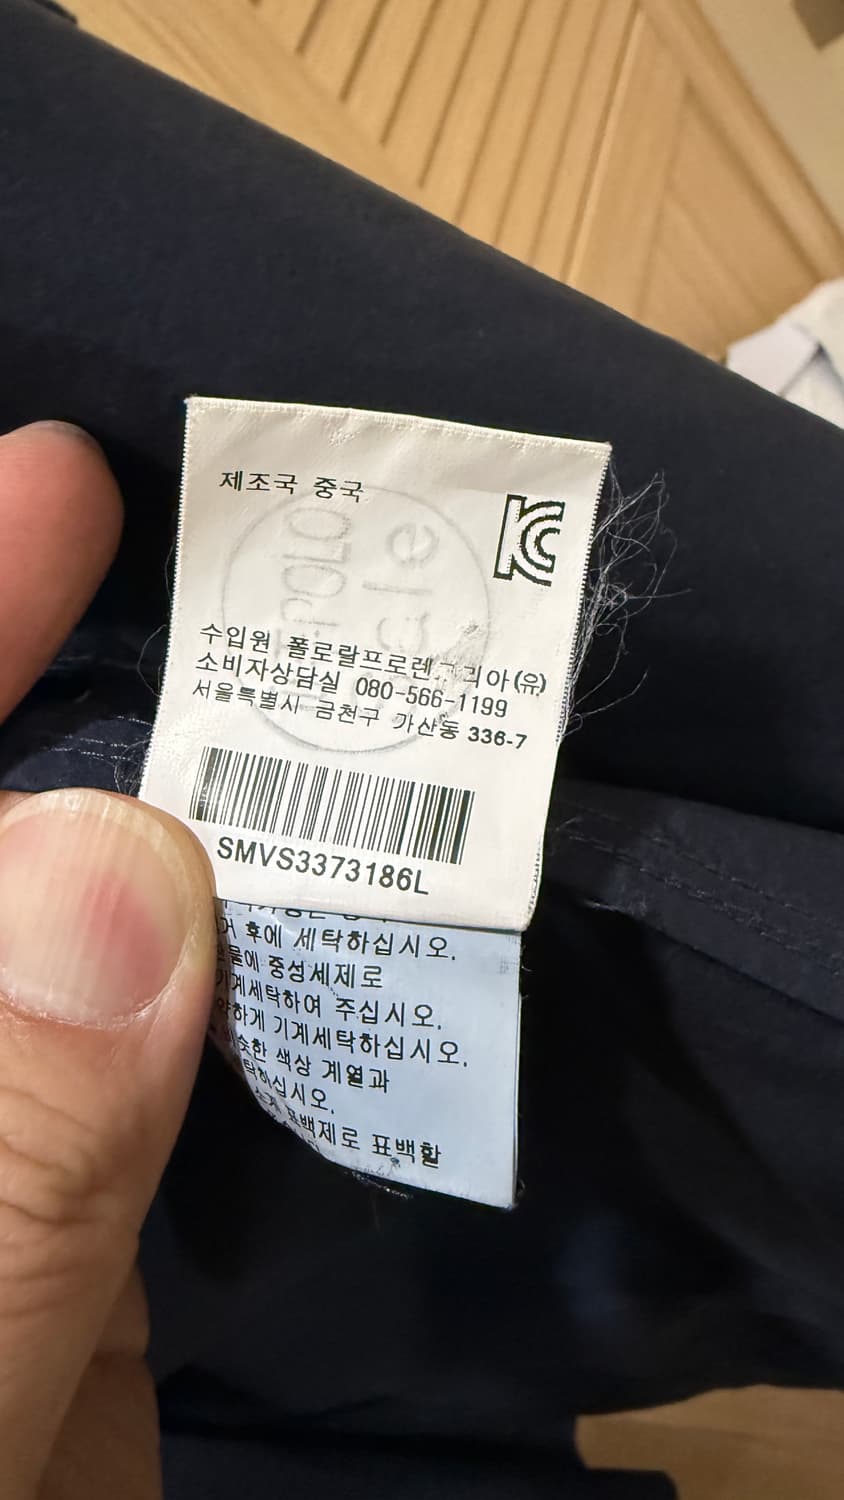 제조국 중국
KC
수입원 폴로랄프로렌코리아(유)
소비자상담실 080-566-1199
서울특별시 금천구 가산동 336-7
SMVS3373186L
후에 세탁하십시오.
중성세제로
기계세탁하여 주십시오.
기계세탁하십시오.
비슷한 색상 계열과
표백제로 표백할